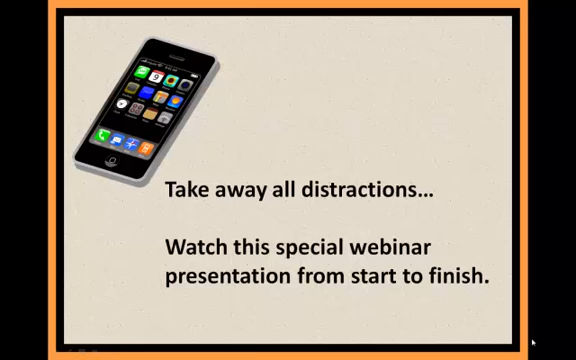 Take away all distractions…
Watch this special webinar
presentation from start to finish.